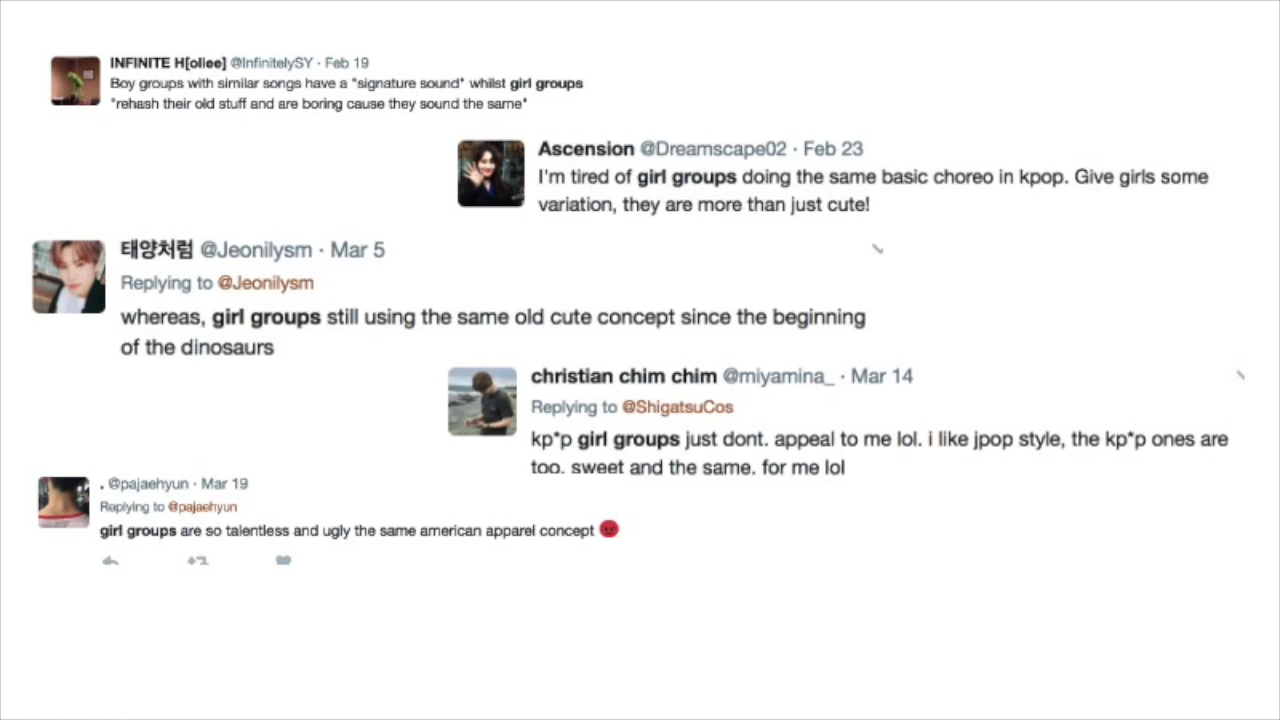 INFINITE H[ollee] @InfinitelySY · Feb 19
Boy groups with similar songs have a "signature sound" whilst girl groups
"rehash their old stuff and are boring cause they sound the same"
Ascension @Dreamscape02 · Feb 23
I'm tired of girl groups doing the same basic choreo in kpop. Give girls some
variation, they are more than just cute!
태양처럼 @Jeonilysm · Mar 5
Replying to @Jeonilysm
whereas, girl groups still using the same old cute concept since the beginning
of the dinosaurs
christian chim chim @miyamina_ · Mar 14
Replying to @ShigatsuCos
kp*p girl groups just dont. appeal to me lol. i like jpop style, the kp*p ones are
too. sweet and the same. for me lol
. @pajaehyun · Mar 19
Replying to @pajaehyun
girl groups are so talentless and ugly the same american apparel concept 😡